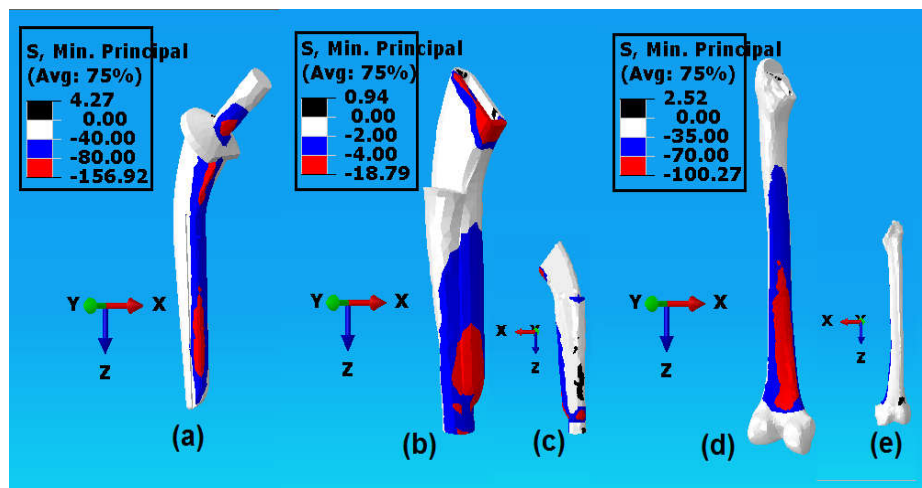 S, Min. Principal
(Avg: 75%)
4.27
0.00
-40.00
-80.00
-156.92
Y X
Z
(a)
S, Min. Principal
(Avg: 75%)
0.94
0.00
-2.00
-4.00
-18.79
Y X
Z
(b)
X
Z
(c)
S, Min. Principal
(Avg: 75%)
2.52
0.00
-35.00
-70.00
-100.27
Y X
Z
(d)
X
Z
(e)